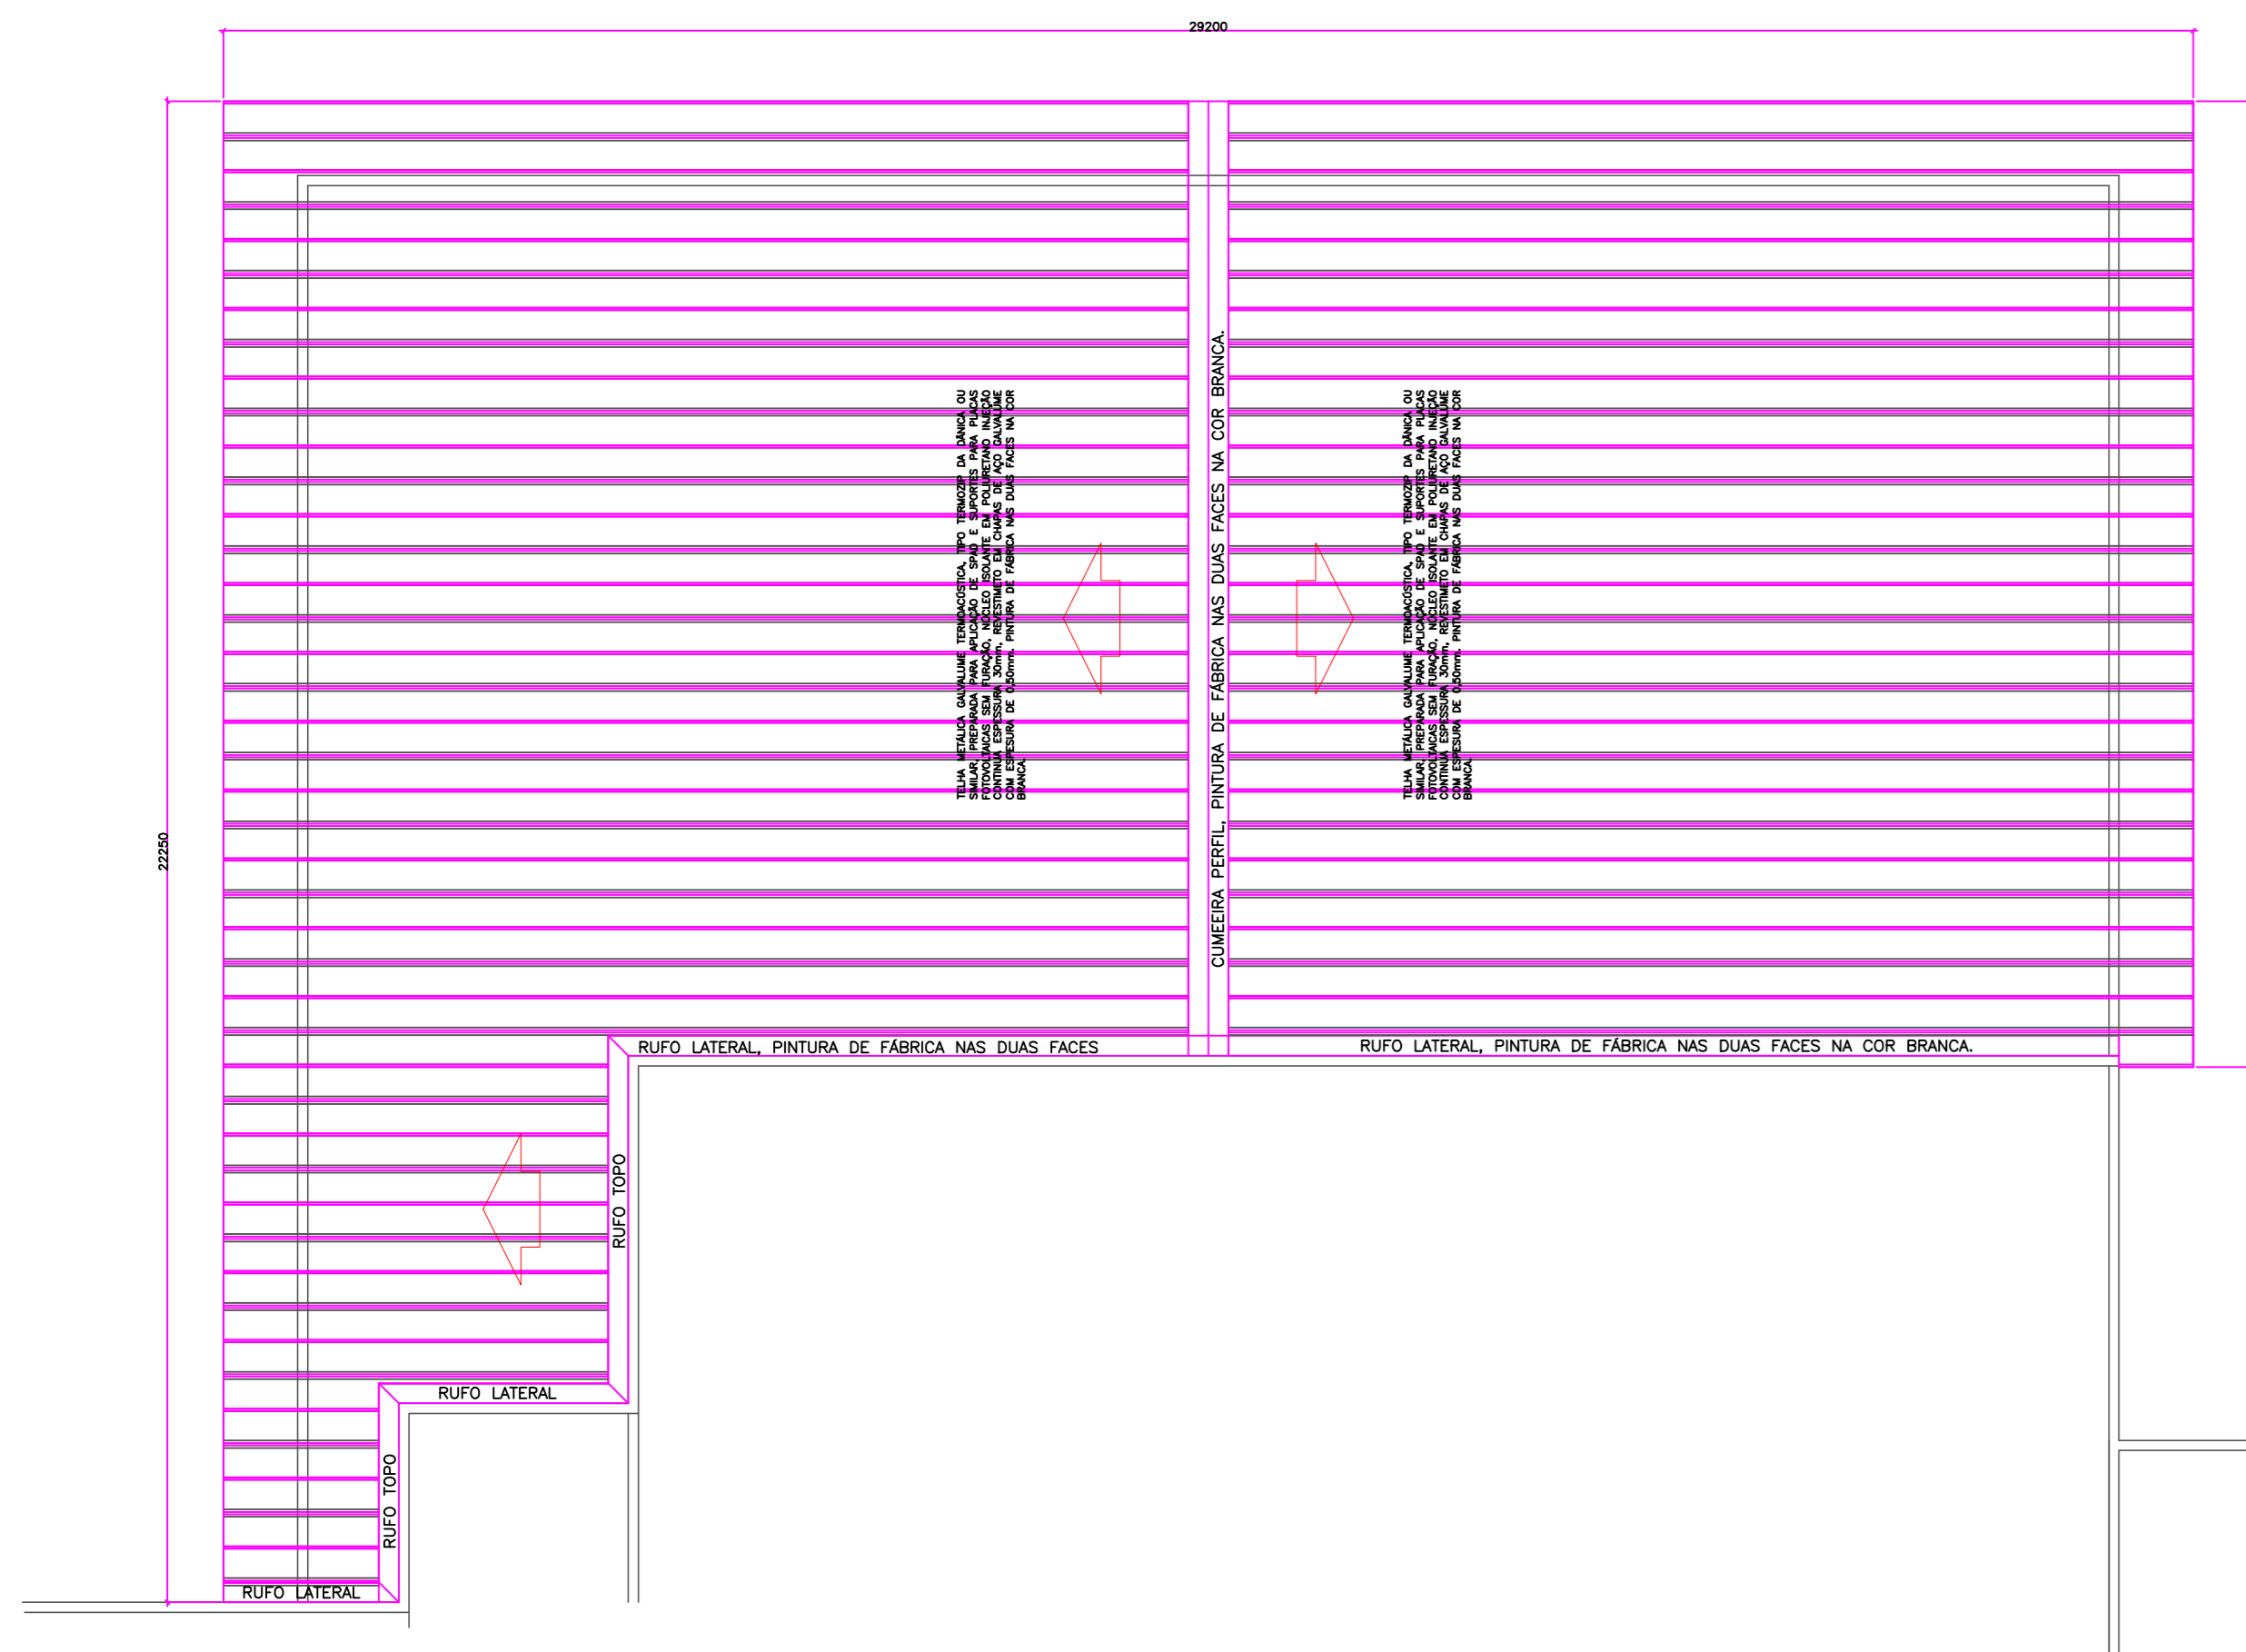 29200
22250
TELHA METÁLICA GALVALUME TERMOACÚSTICA, TIPO TERMOZIP DA DÂNICA OU
SIMILAR, PREPARADA PARA APLICAÇÃO DE SPAD E SUPORTES PARA PLACAS
FOTOVOLTAICAS SEM FURAÇÃO, NÚCLEO ISOLANTE EM POLIURETANO INJEÇÃO
CONTINUA ESPESSURA 30mm, REVESTIMETO EM CHAPAS DE AÇO GALVALUME
COM ESPESURA DE 0,50mm. PINTURA DE FÁBRICA NAS DUAS FACES NA COR
BRANCA.
CUMEEIRA PERFIL, PINTURA DE FÁBRICA NAS DUAS FACES NA COR BRANCA.
TELHA METÁLICA GALVALUME TERMOACÚSTICA, TIPO TERMOZIP DA DÂNICA OU
SIMILAR, PREPARADA PARA APLICAÇÃO DE SPAD E SUPORTES PARA PLACAS
FOTOVOLTAICAS SEM FURAÇÃO, NÚCLEO ISOLANTE EM POLIURETANO INJEÇÃO
CONTINUA ESPESSURA 30mm, REVESTIMETO EM CHAPAS DE AÇO GALVALUME
COM ESPESURA DE 0,50mm. PINTURA DE FÁBRICA NAS DUAS FACES NA COR
BRANCA.
RUFO LATERAL, PINTURA DE FÁBRICA NAS DUAS FACES
RUFO LATERAL, PINTURA DE FÁBRICA NAS DUAS FACES NA COR BRANCA.
RUFO TOPO
RUFO LATERAL
RUFO TOPO
RUFO LATERAL